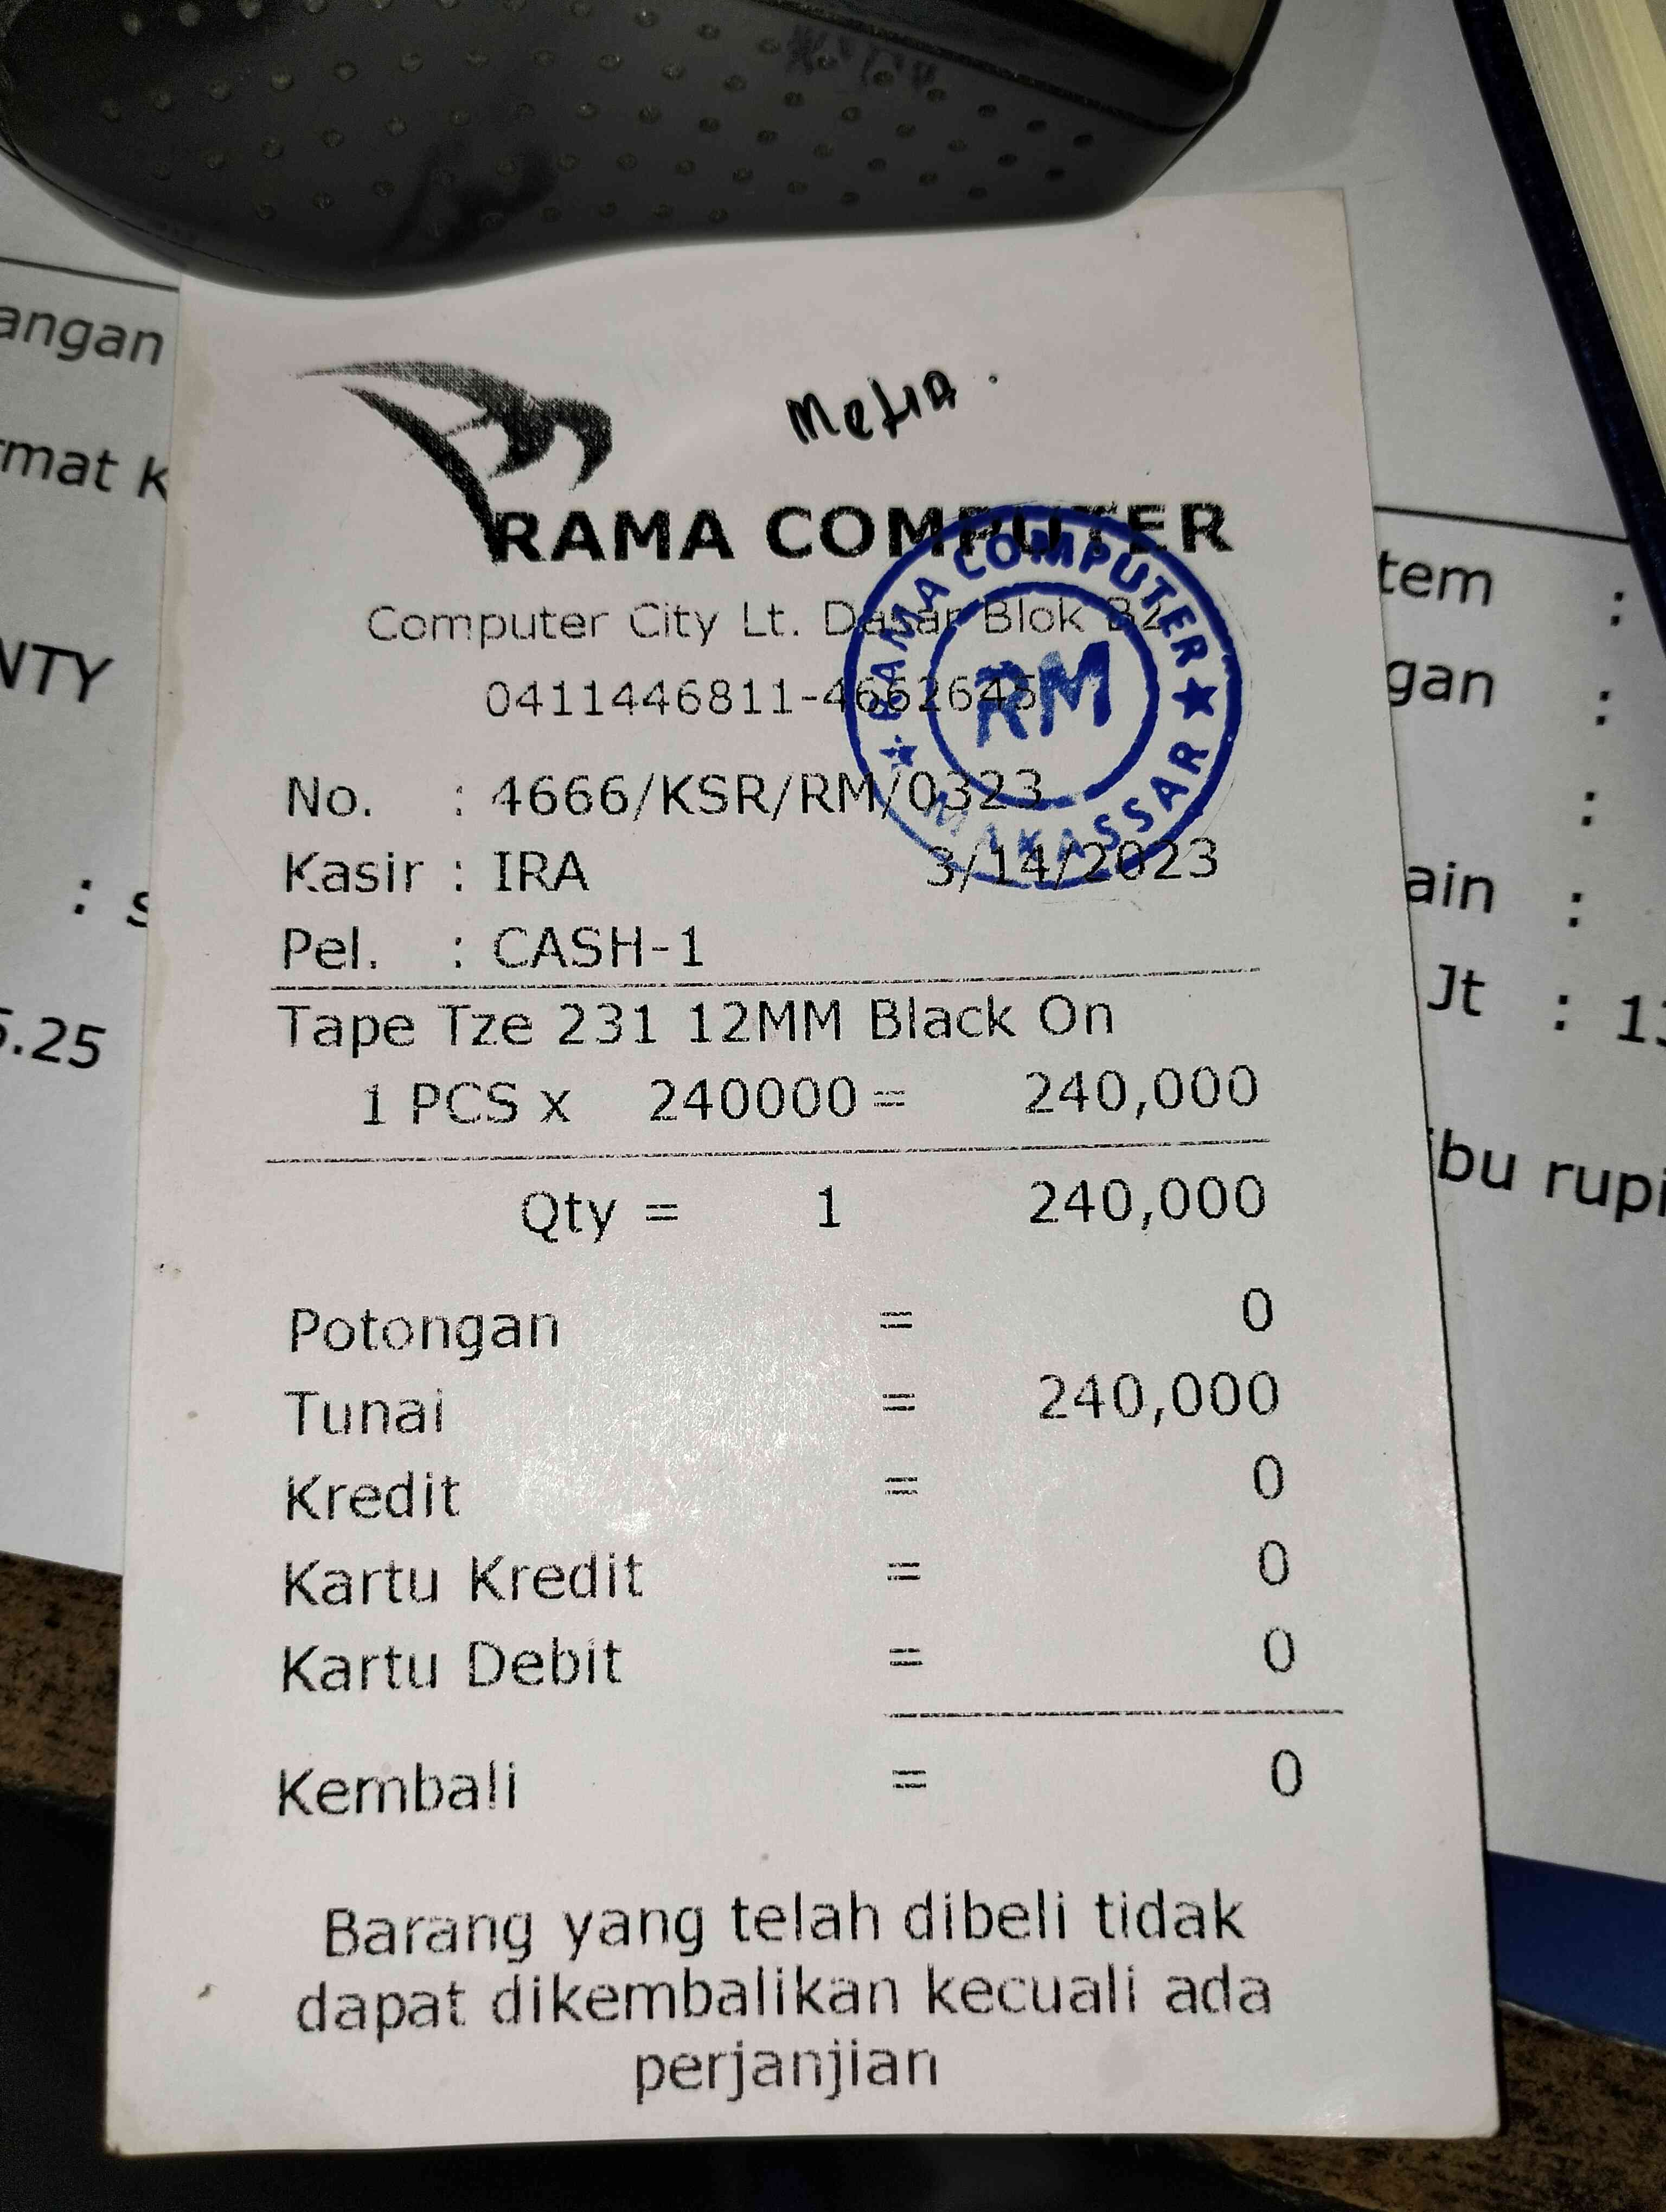 angan
rmat K
NTY
: s
5.25
RAMA COMPUTER
Computer City Lt. Dasar Blok B2
0411446811-4662645
RAMA COMPUTER
RM
MAKASSAR
No. : 4666/KSR/RM/0323
Kasir : IRA 3/14/2023
Pel. : CASH-1
Tape Tze 231 12MM Black On
1 PCS x 240000 = 240,000
Qty = 1 240,000
Potongan = 0
Tunai = 240,000
Kredit = 0
Kartu Kredit = 0
Kartu Debit = 0
Kembali = 0
Barang yang telah dibeli tidak
dapat dikembalikan kecuali ada
perjanjian
tem :
gan :
:
ain :
Jt : 13
ibu rupi